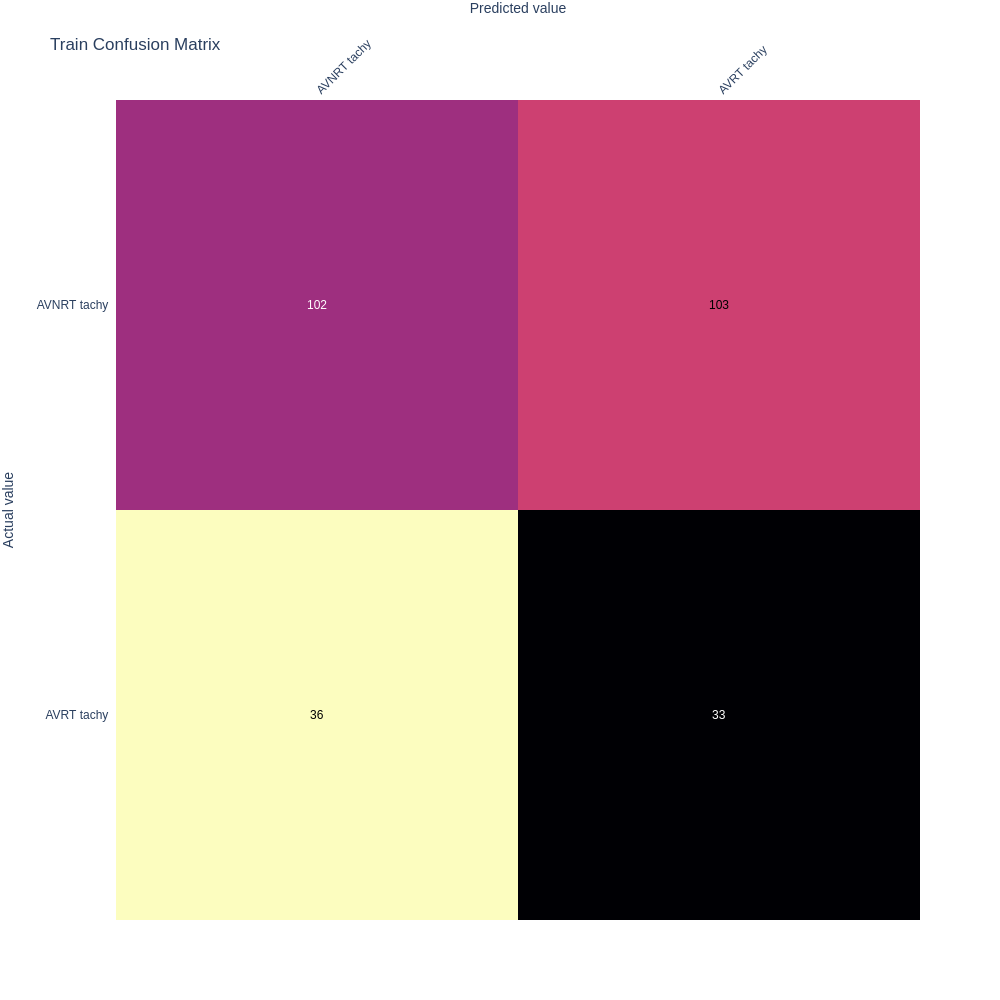 Predicted value
Train Confusion Matrix
AVNRT tachy
AVRT tachy
AVNRT tachy
102
103
Actual value
AVRT tachy
36
33